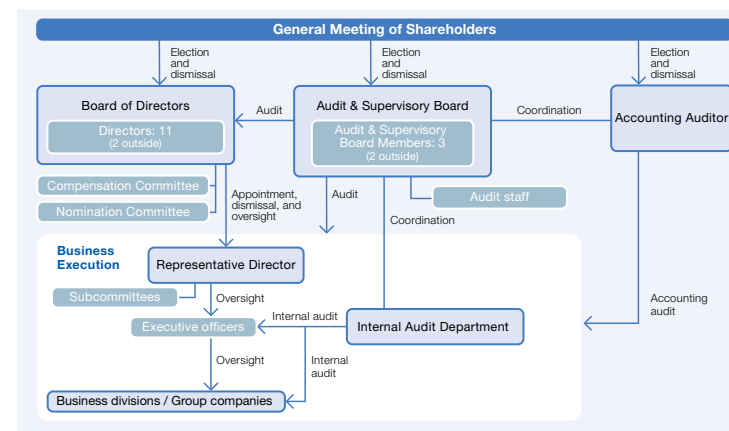 General Meeting of Shareholders
Election
and
dismissal
Election
and
dismissal
Election
and
dismissal
Board of Directors
Directors: 11
(2 outside)
Audit
Audit & Supervisory Board
Audit & Supervisory
Board Members: 3
(2 outside)
Coordination
Accounting Auditor
Compensation Committee
Nomination Committee
Appointment,
dismissal, and
oversight
Audit
Audit staff
Coordination
Business
Execution
Representative Director
Subcommittees
Oversight
Executive officers
Internal audit
Internal Audit Department
Accounting
audit
Oversight
Internal
audit
Business divisions / Group companies